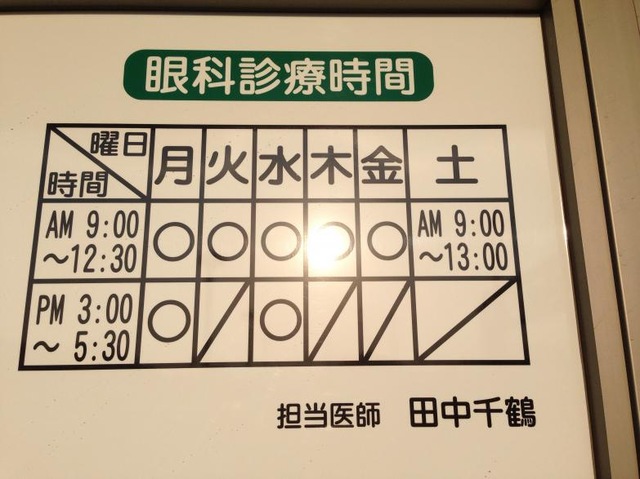 眼科診療時間
曜日 月 火 水 木 金 土
時間
AM 9:00 ～12:30 ○ ○ ○ ○ ○ AM 9:00 ～13:00
PM 3:00 ～ 5:30 ○ ／ ○ ／ ／ ／
担当医師 田中千鶴